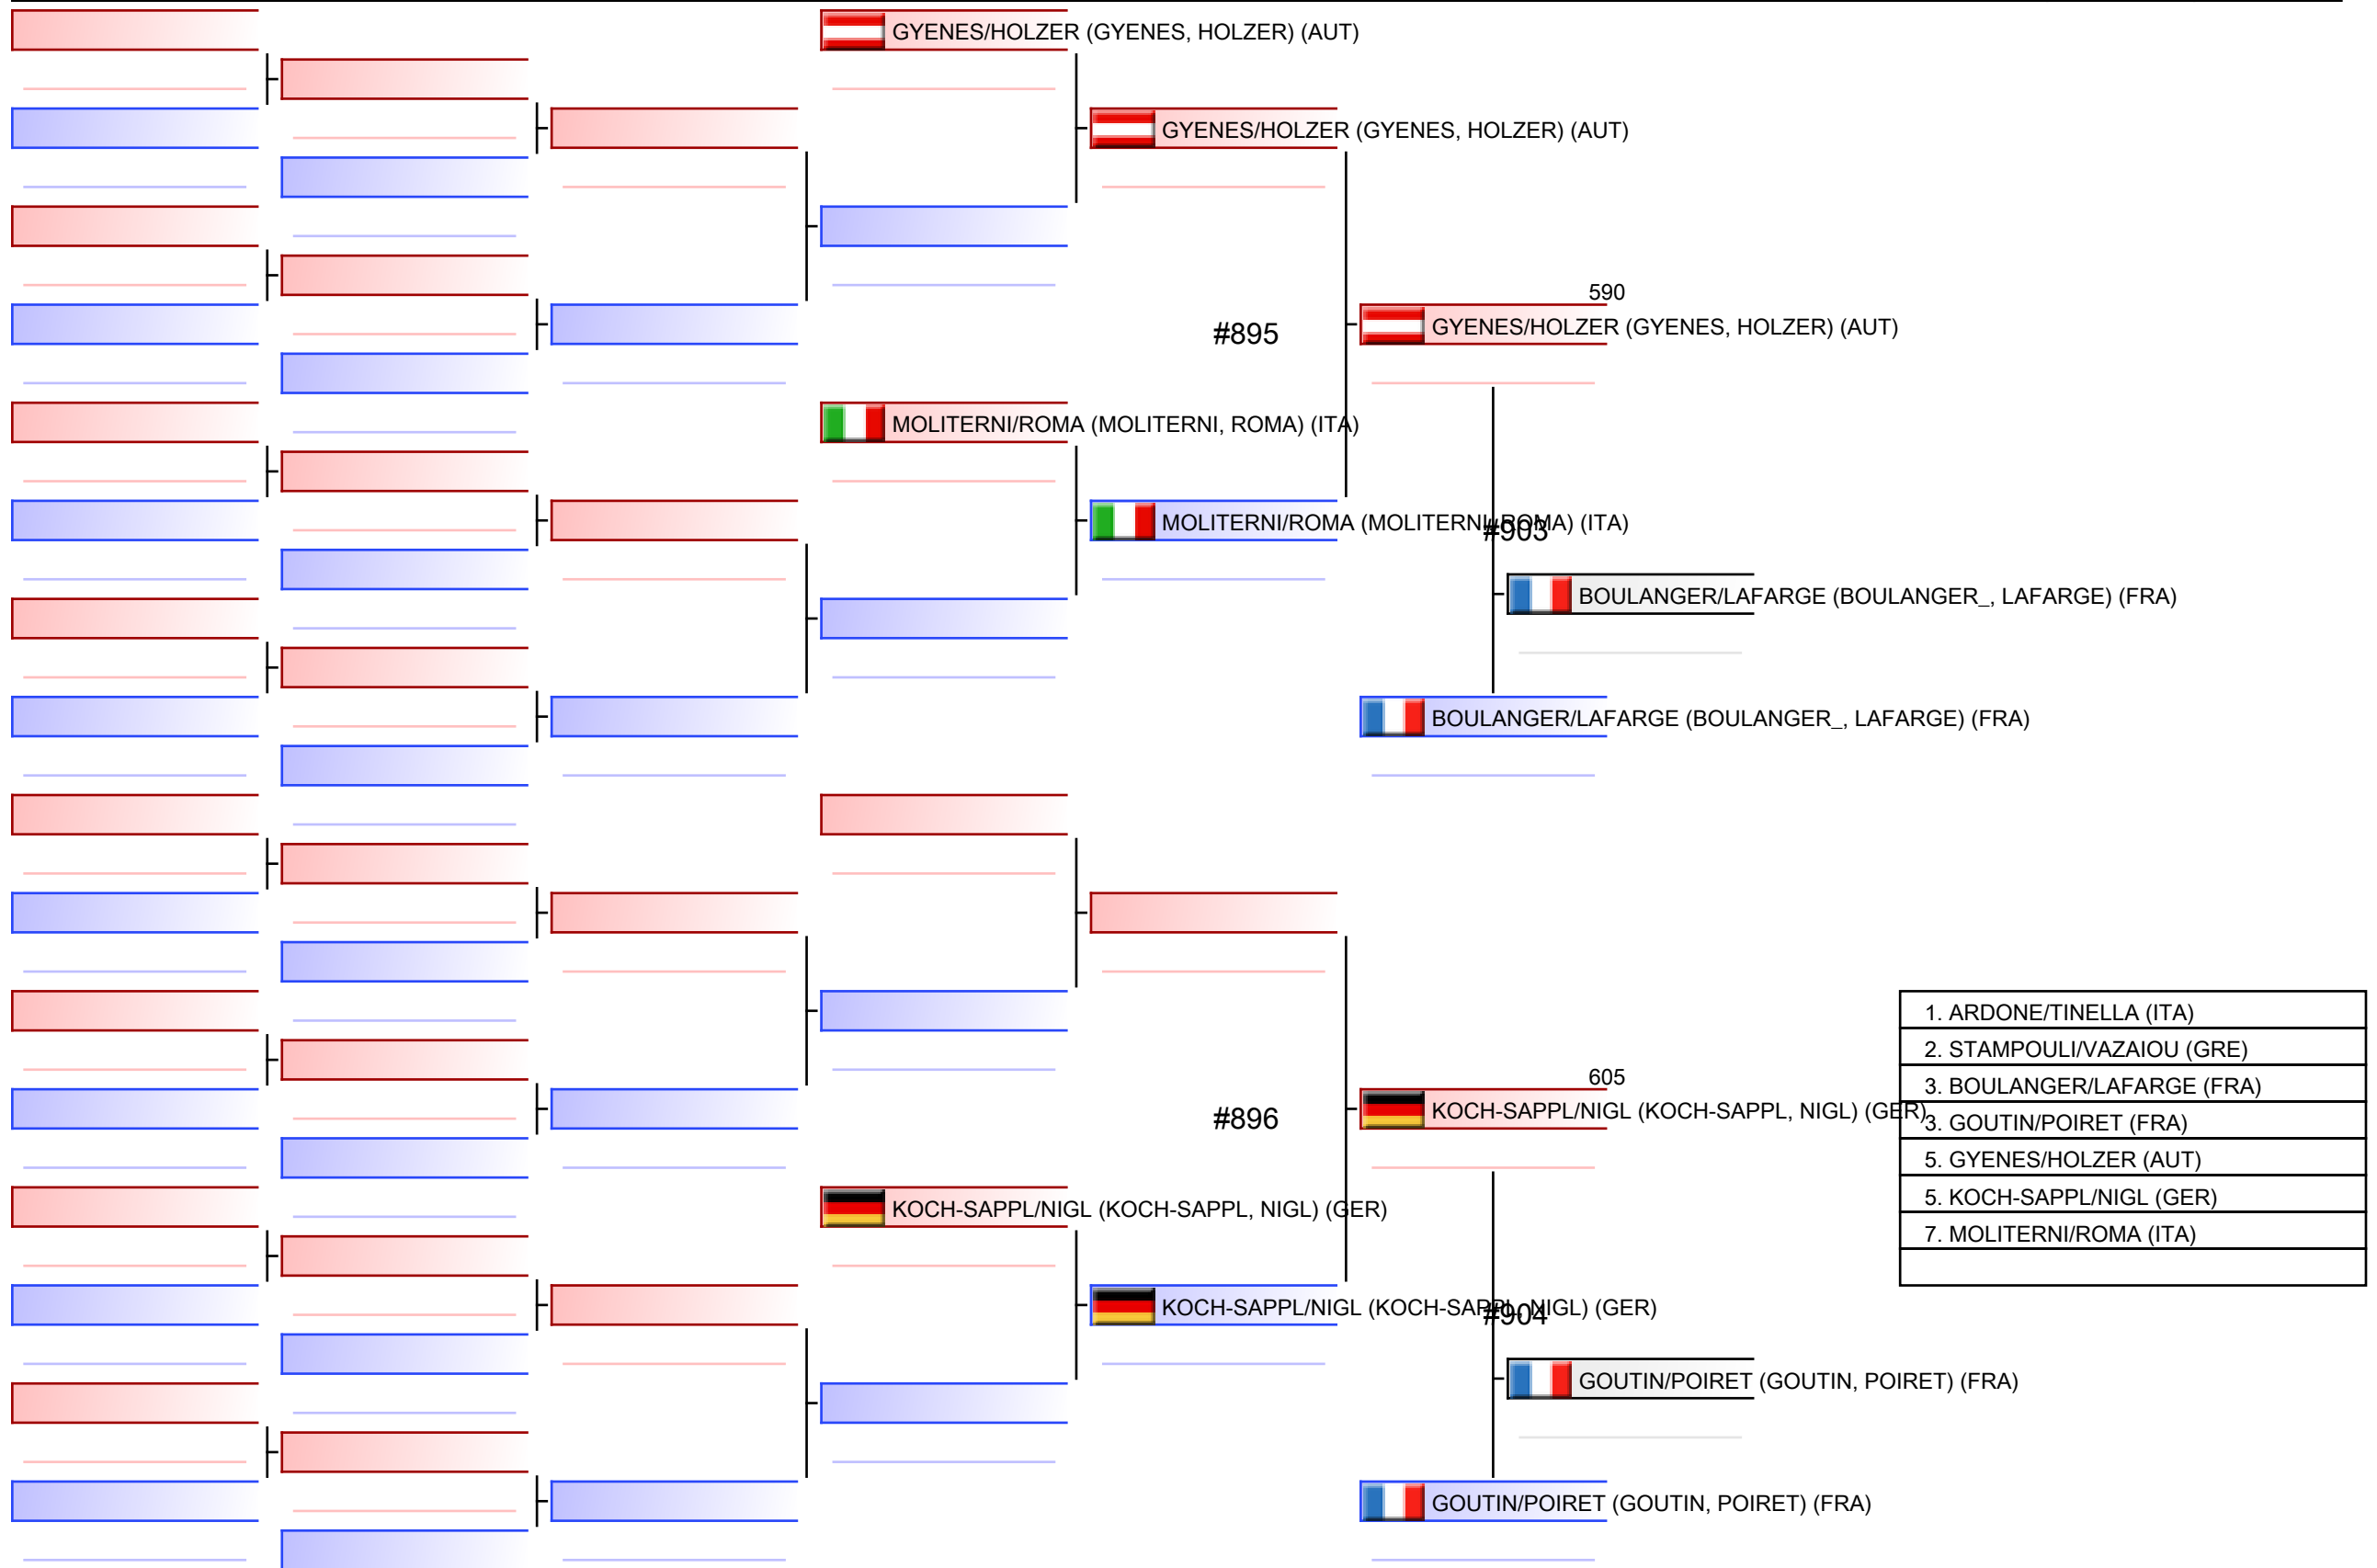 GYENES/HOLZER (GYENES, HOLZER) (AUT)
GYENES/HOLZER (GYENES, HOLZER) (AUT)
590
GYENES/HOLZER (GYENES, HOLZER) (AUT)
#895
MOLITERNI/ROMA (MOLITERNI, ROMA) (ITA)
MOLITERNI/ROMA (MOLITERNI, ROMA) (ITA)
#903
BOULANGER/LAFARGE (BOULANGER_, LAFARGE) (FRA)
BOULANGER/LAFARGE (BOULANGER_, LAFARGE) (FRA)
605
KOCH-SAPPL/NIGL (KOCH-SAPPL, NIGL) (GER)
#896
KOCH-SAPPL/NIGL (KOCH-SAPPL, NIGL) (GER)
KOCH-SAPPL/NIGL (KOCH-SAPPL, NIGL) (GER)
#904
GOUTIN/POIRET (GOUTIN, POIRET) (FRA)
GOUTIN/POIRET (GOUTIN, POIRET) (FRA)
1. ARDONE/TINELLA (ITA)
2. STAMPOULI/VAZAIOU (GRE)
3. BOULANGER/LAFARGE (FRA)
3. GOUTIN/POIRET (FRA)
5. GYENES/HOLZER (AUT)
5. KOCH-SAPPL/NIGL (GER)
7. MOLITERNI/ROMA (ITA)